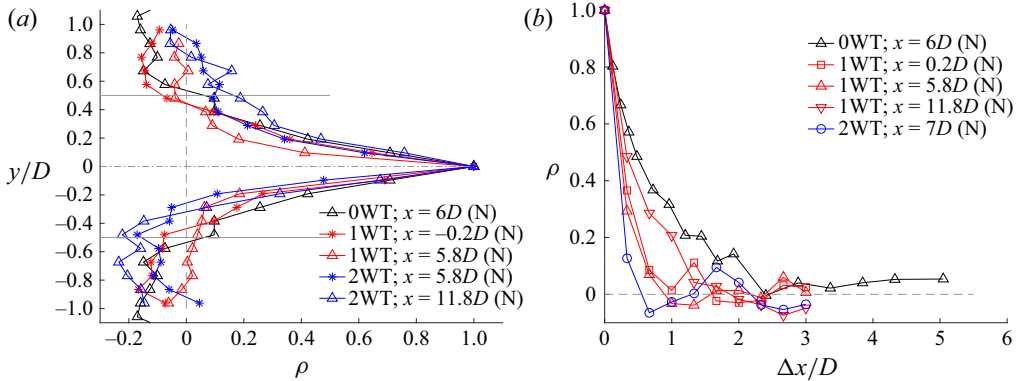 (a)
1.0
0.8
0.6
0.4
0.2
0
−0.2
−0.4
−0.6
−0.8
−1.0
y/D
0WT; x = 6D (N)
1WT; x = –0.2D (N)
1WT; x = 5.8D (N)
2WT; x = 5.8D (N)
2WT; x = 11.8D (N)
−0.2 0 0.2 0.4 0.6 0.8 1.0
ρ
(b)
1.0
0.8
0.6
0.4
0.2
0
ρ
0WT; x = 6D (N)
1WT; x = 0.2D (N)
1WT; x = 5.8D (N)
1WT; x = 11.8D (N)
2WT; x = 7D (N)
0 1 2 3 4 5 6
Δx/D